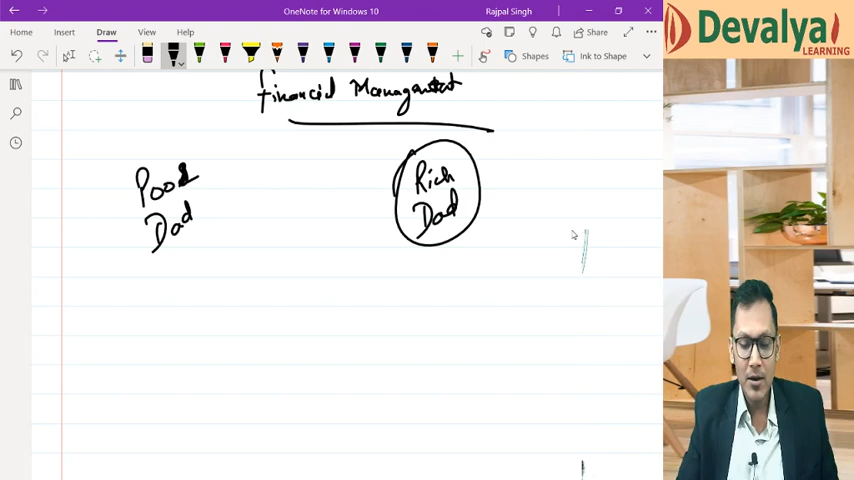 OneNote for Windows 10
Rajpal Singh
Home Insert Draw View Help Share
Shapes Ink to Shape
Devalya
LEARNING
Financial Management
Poor
Dad
Rich
Dad